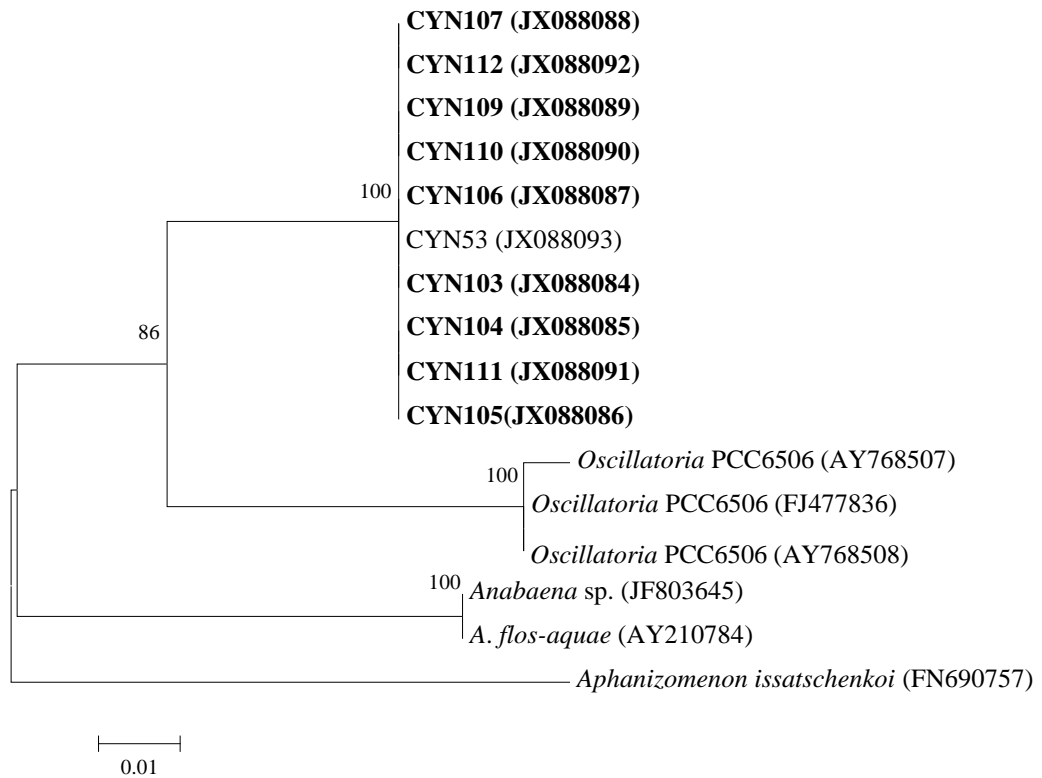 CYN107 (JX088088)
CYN112 (JX088092)
CYN109 (JX088089)
CYN110 (JX088090)
100
CYN106 (JX088087)
CYN53 (JX088093)
CYN103 (JX088084)
86
CYN104 (JX088085)
CYN111 (JX088091)
CYN105(JX088086)
100
Oscillatoria PCC6506 (AY768507)
Oscillatoria PCC6506 (FJ477836)
Oscillatoria PCC6506 (AY768508)
100
Anabaena sp. (JF803645)
A. flos-aquae (AY210784)
Aphanizomenon issatschenkoi (FN690757)
0.01